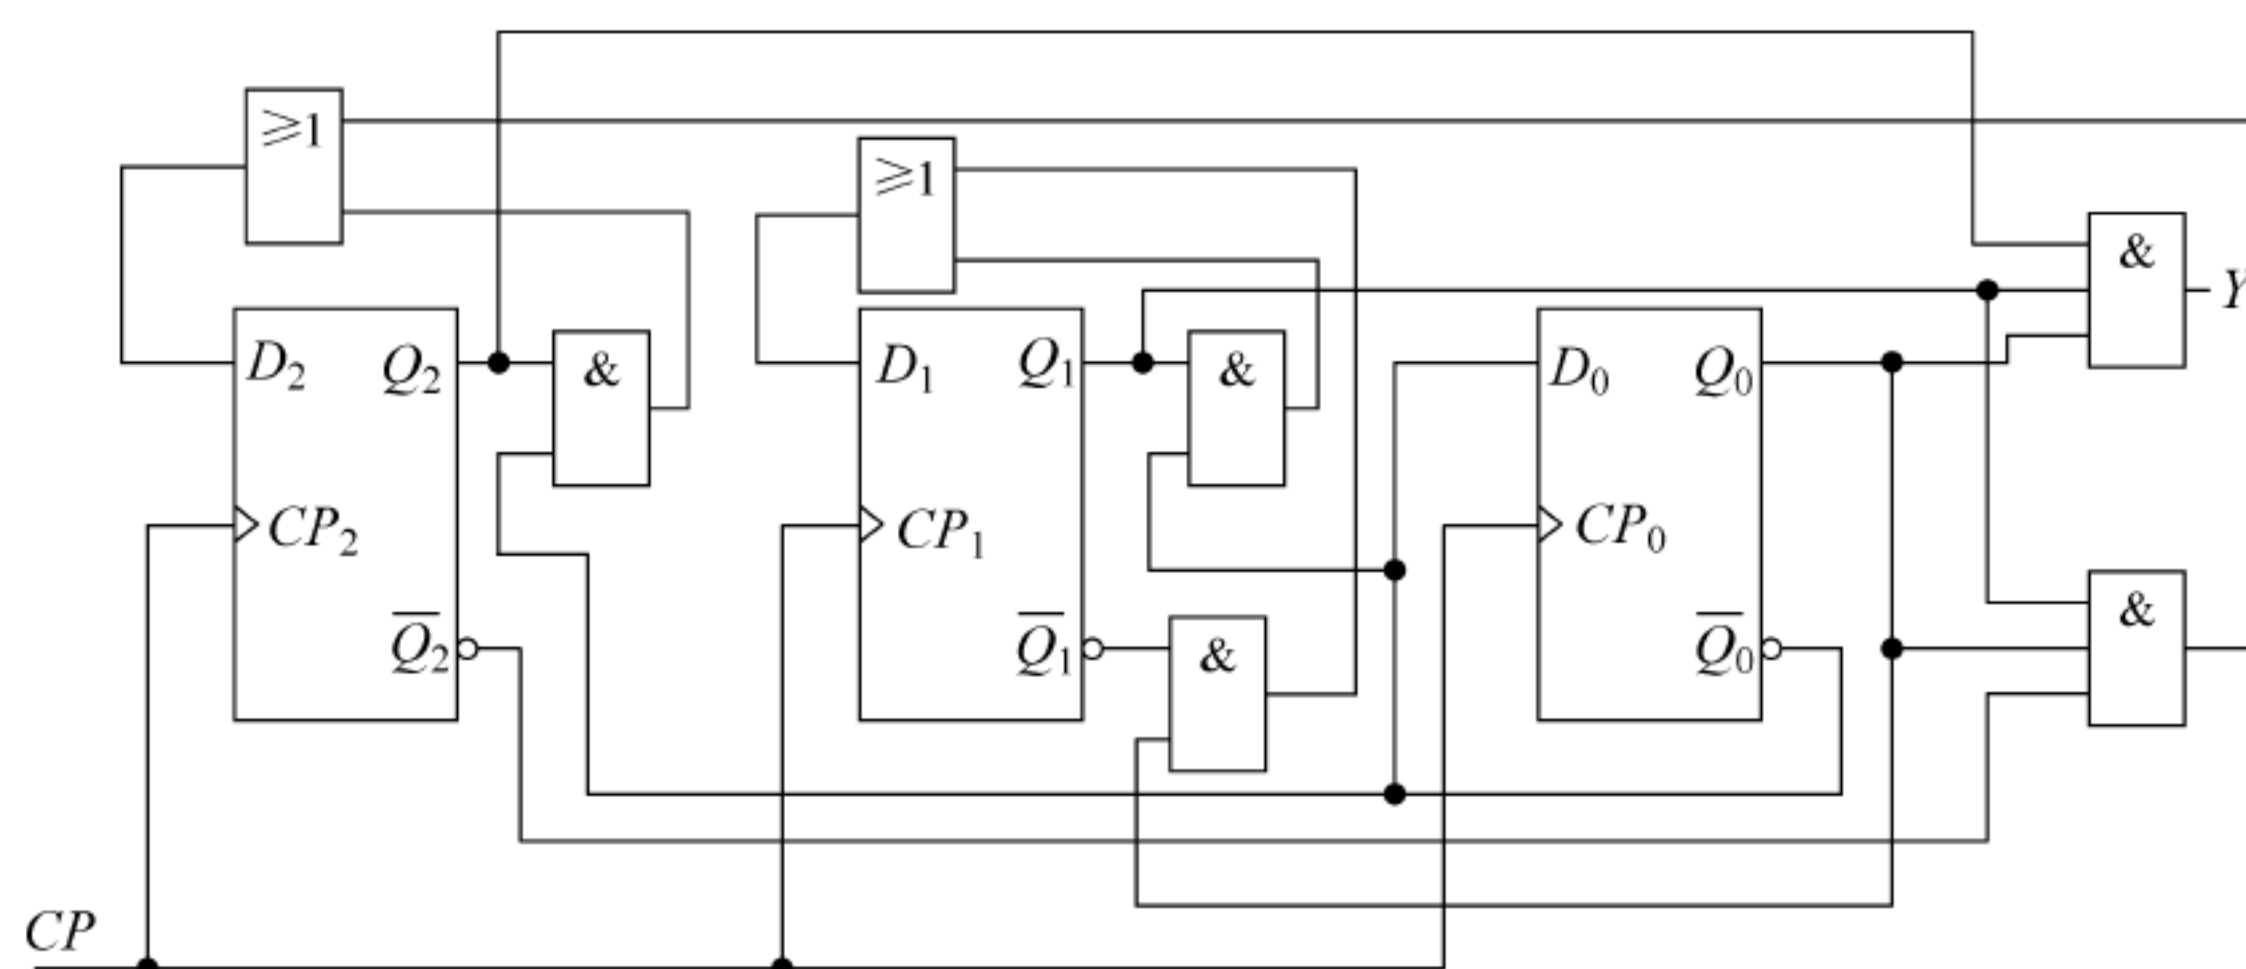 ≥1
≥1
&
Y
D₂ Q₂ & D₁ Q₁ & D₀ Q₀
CP₂ CP₁ CP₀
Q̅₂ Q̅₁ & Q̅₀ &
CP